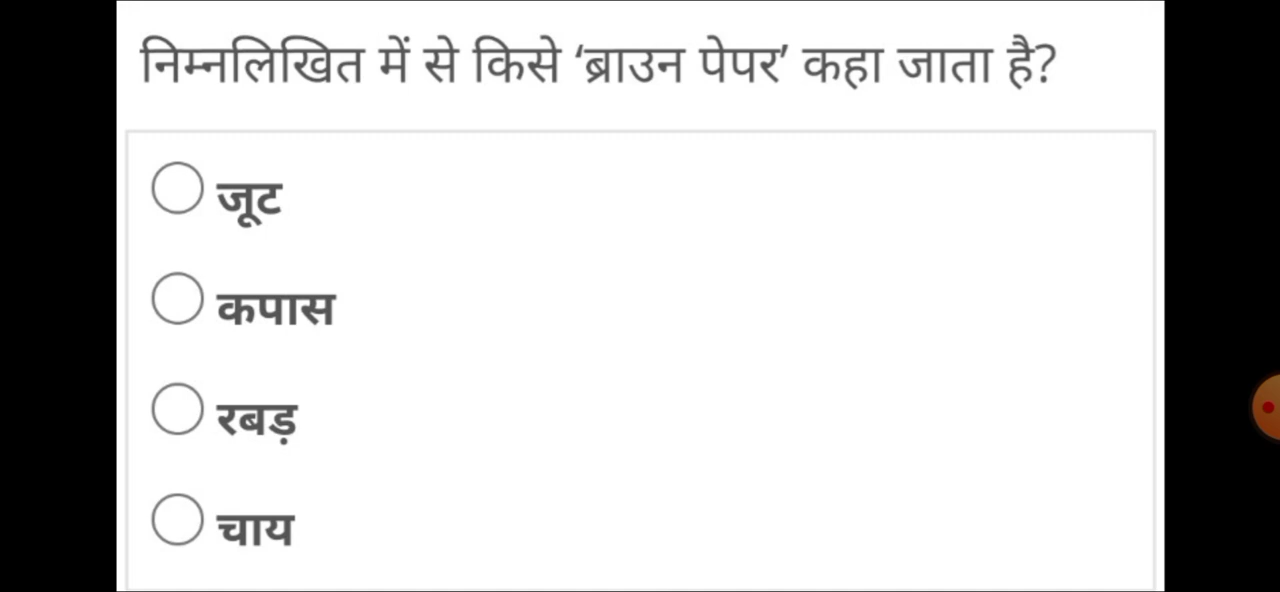 निम्नलिखित में से किसे ‘ब्राउन पेपर’ कहा जाता है?
जूट
कपास
रबड़
चाय